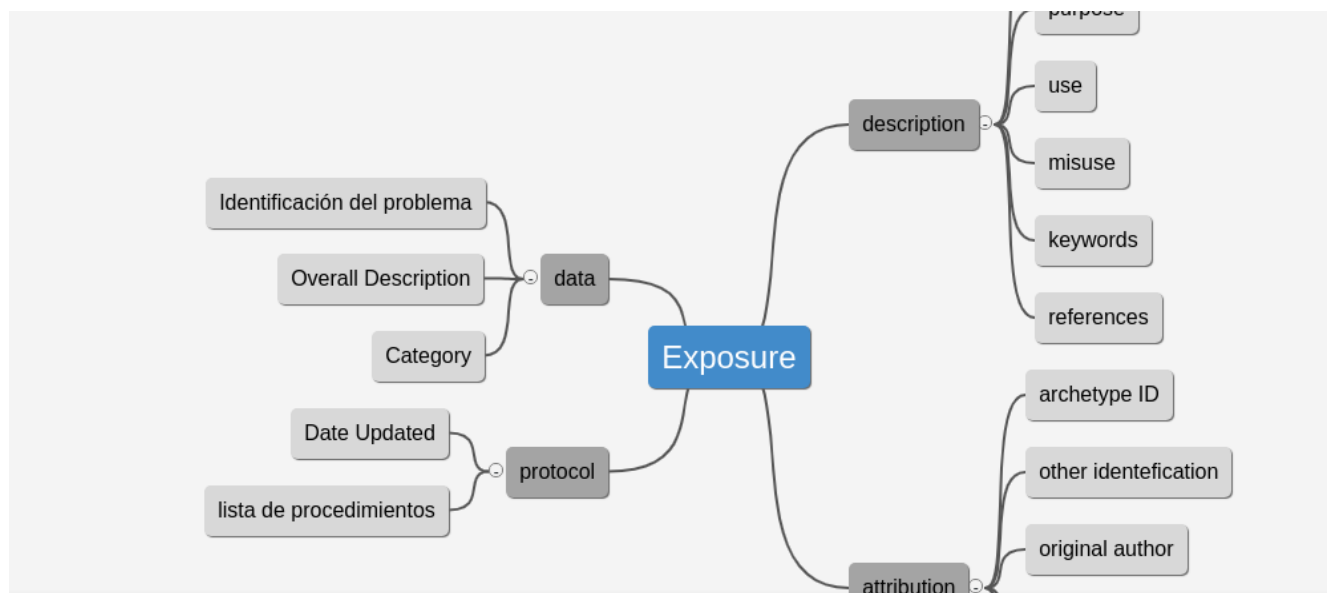 purpose
use
description
misuse
Identificación del problema
keywords
Overall Description
data
references
Category
Exposure
archetype ID
Date Updated
protocol
other identefication
lista de procedimientos
original author
attribution